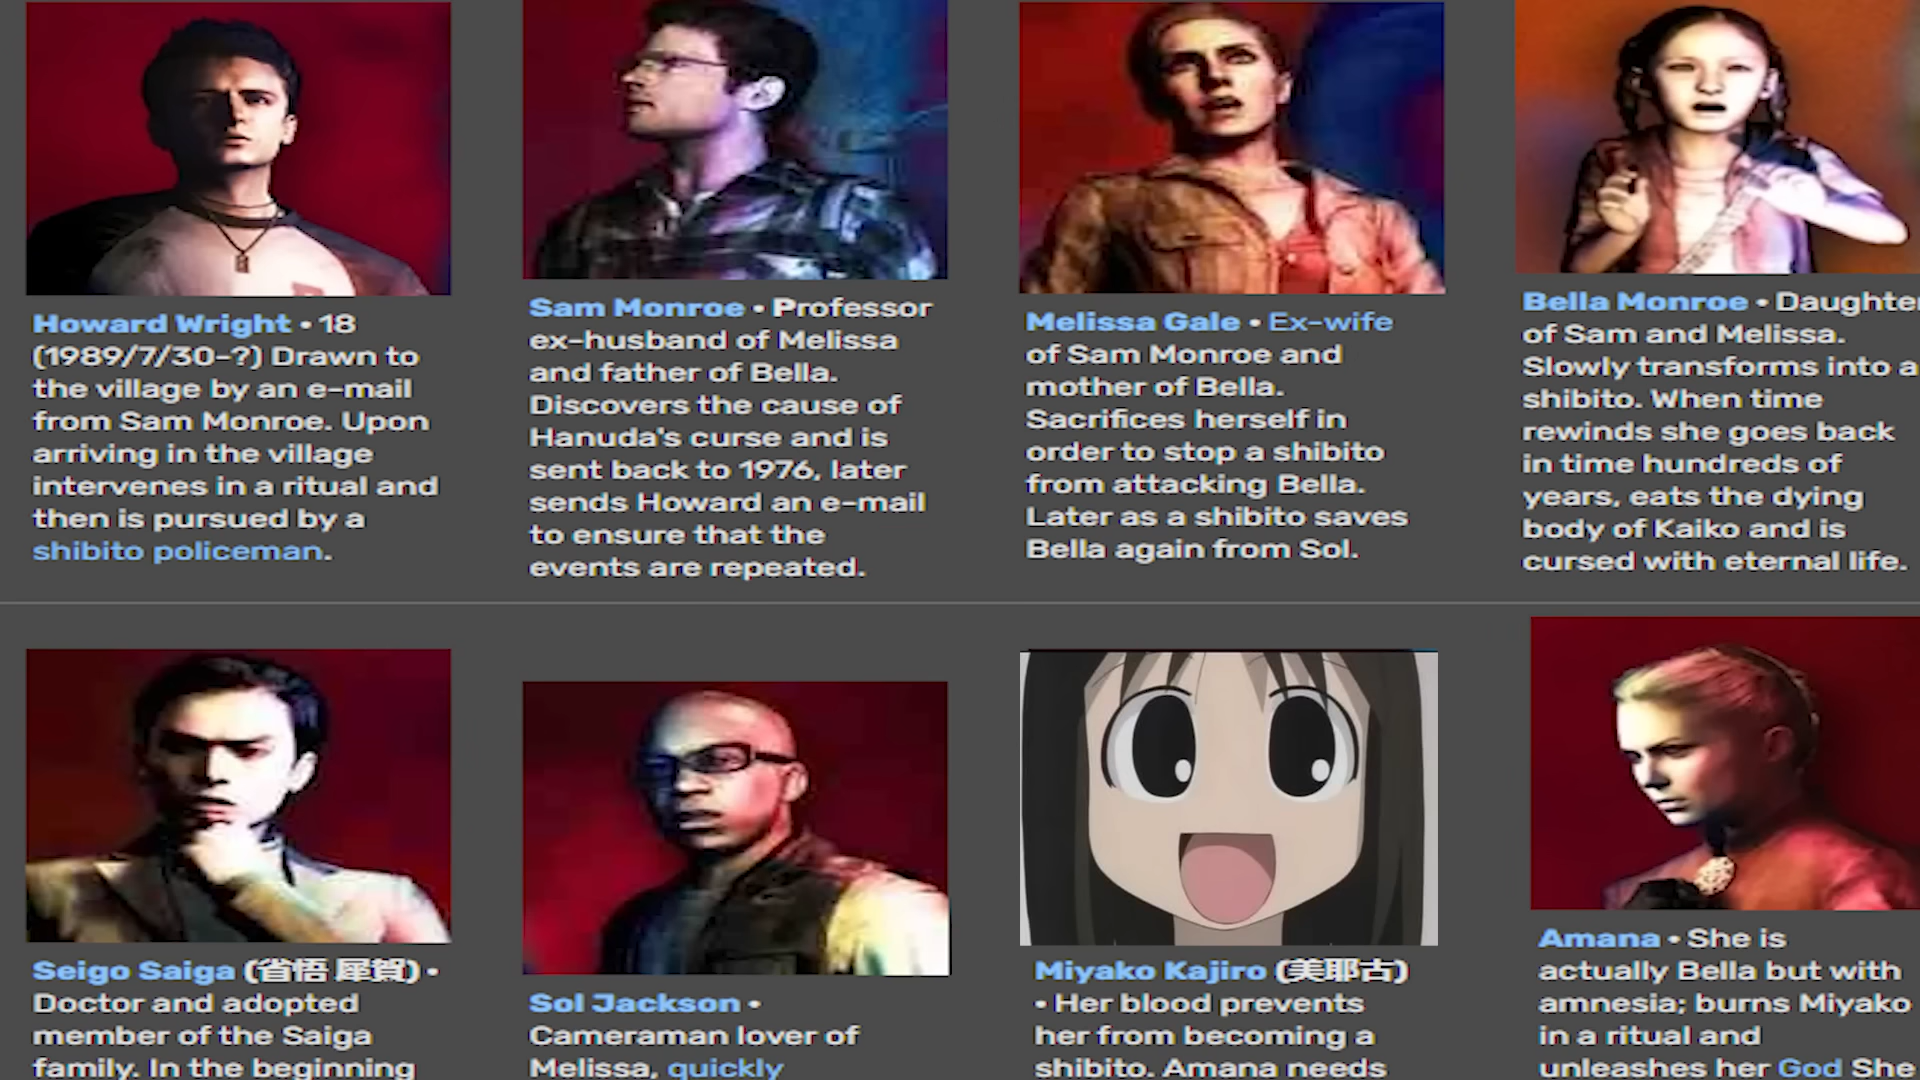 Howard Wright • 18
(1989/7/30-?) Drawn to
the village by an e-mail
from Sam Monroe. Upon
arriving in the village
intervenes in a ritual and
then is pursued by a
shibito policeman.
Sam Monroe • Professor
ex-husband of Melissa
and father of Bella.
Discovers the cause of
Hanuda's curse and is
sent back to 1976, later
sends Howard an e-mail
to ensure that the
events are repeated.
Melissa Gale • Ex-wife
of Sam Monroe and
mother of Bella.
Sacrifices herself in
order to stop a shibito
from attacking Bella.
Later as a shibito saves
Bella again from Sol.
Bella Monroe • Daughter
of Sam and Melissa.
Slowly transforms into a
shibito. When time
rewinds she goes back
in time hundreds of
years, eats the dying
body of Kaiko and is
cursed with eternal life.
Seigo Saiga (省悟 犀賀) •
Doctor and adopted
member of the Saiga
family. In the beginning
Sol Jackson •
Cameraman lover of
Melissa, quickly
Miyako Kajiro (美耶古)
• Her blood prevents
her from becoming a
shibito. Amana needs
Amana • She is
actually Bella but with
amnesia; burns Miyako
in a ritual and
unleashes her God She